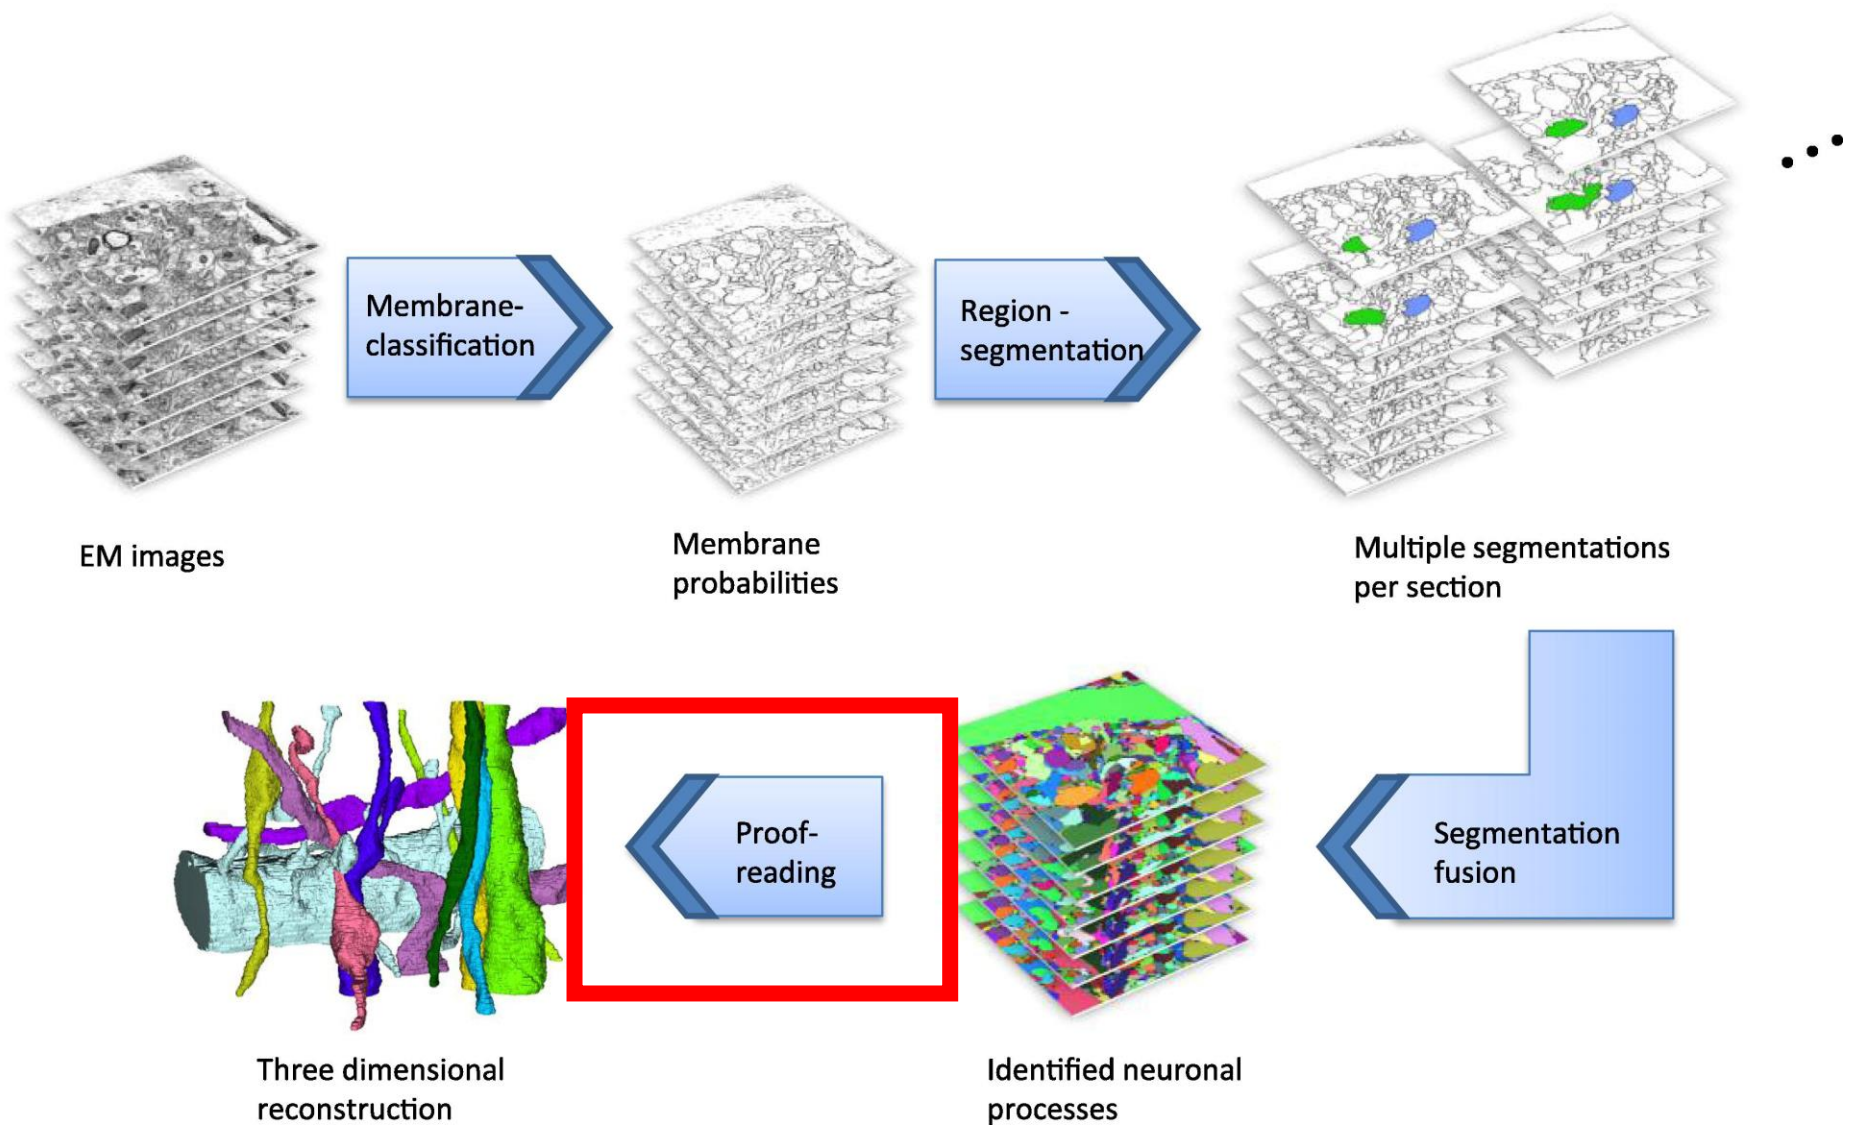 Membrane-
classification
Region -
segmentation
EM images
Membrane
probabilities
Multiple segmentations
per section
Proof-
reading
Segmentation
fusion
Three dimensional
reconstruction
Identified neuronal
processes